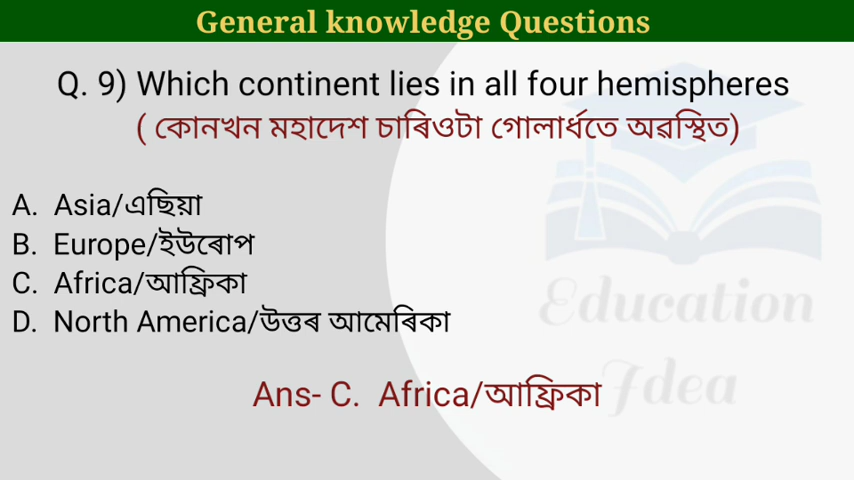 General knowledge Questions
Q. 9) Which continent lies in all four hemispheres
( কোনখন মহাদেশ চাৰিওটা গোলাৰ্ধতে অৱস্থিত)
A. Asia/এছিয়া
B. Europe/ইউৰোপ
C. Africa/আফ্ৰিকা
D. North America/উত্তৰ আমেৰিকা
Ans- C. Africa/আফ্ৰিকা
Education
Idea